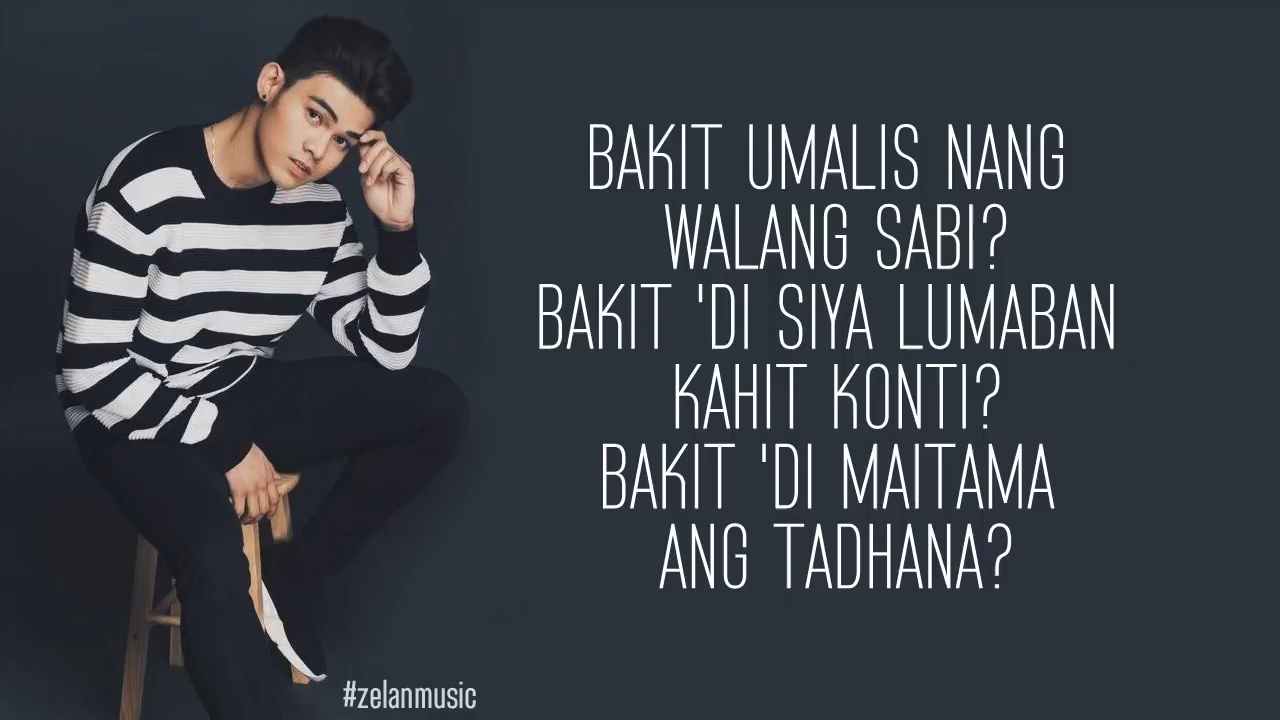 BAKIT UMALIS NANG
WALANG SABI?
BAKIT 'DI SIYA LUMABAN
KAHIT KONTI?
BAKIT 'DI MAITAMA
ANG TADHANA?
#zelanmusic